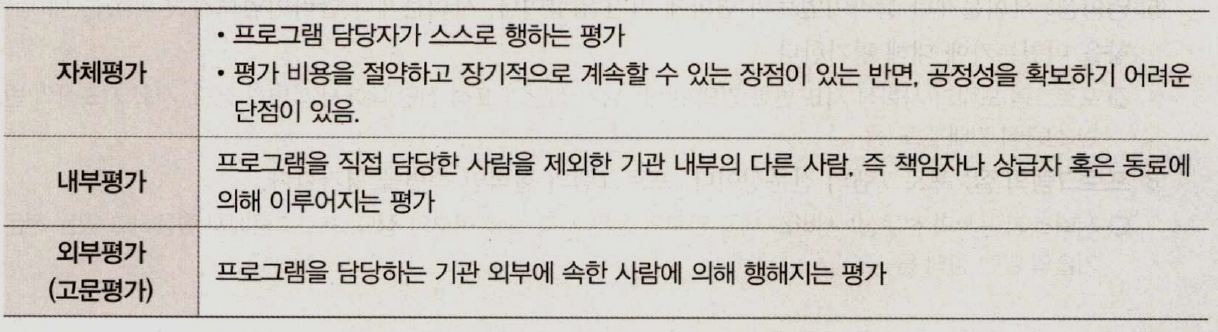 자체평가
• 프로그램 담당자가 스스로 행하는 평가
• 평가 비용을 절약하고 장기적으로 계속할 수 있는 장점이 있는 반면, 공정성을 확보하기 어려운
단점이 있음.
내부평가
프로그램을 직접 담당한 사람을 제외한 기관 내부의 다른 사람, 즉 책임자나 상급자 혹은 동료에
의해 이루어지는 평가
외부평가
(고문평가)
프로그램을 담당하는 기관 외부에 속한 사람에 의해 행해지는 평가